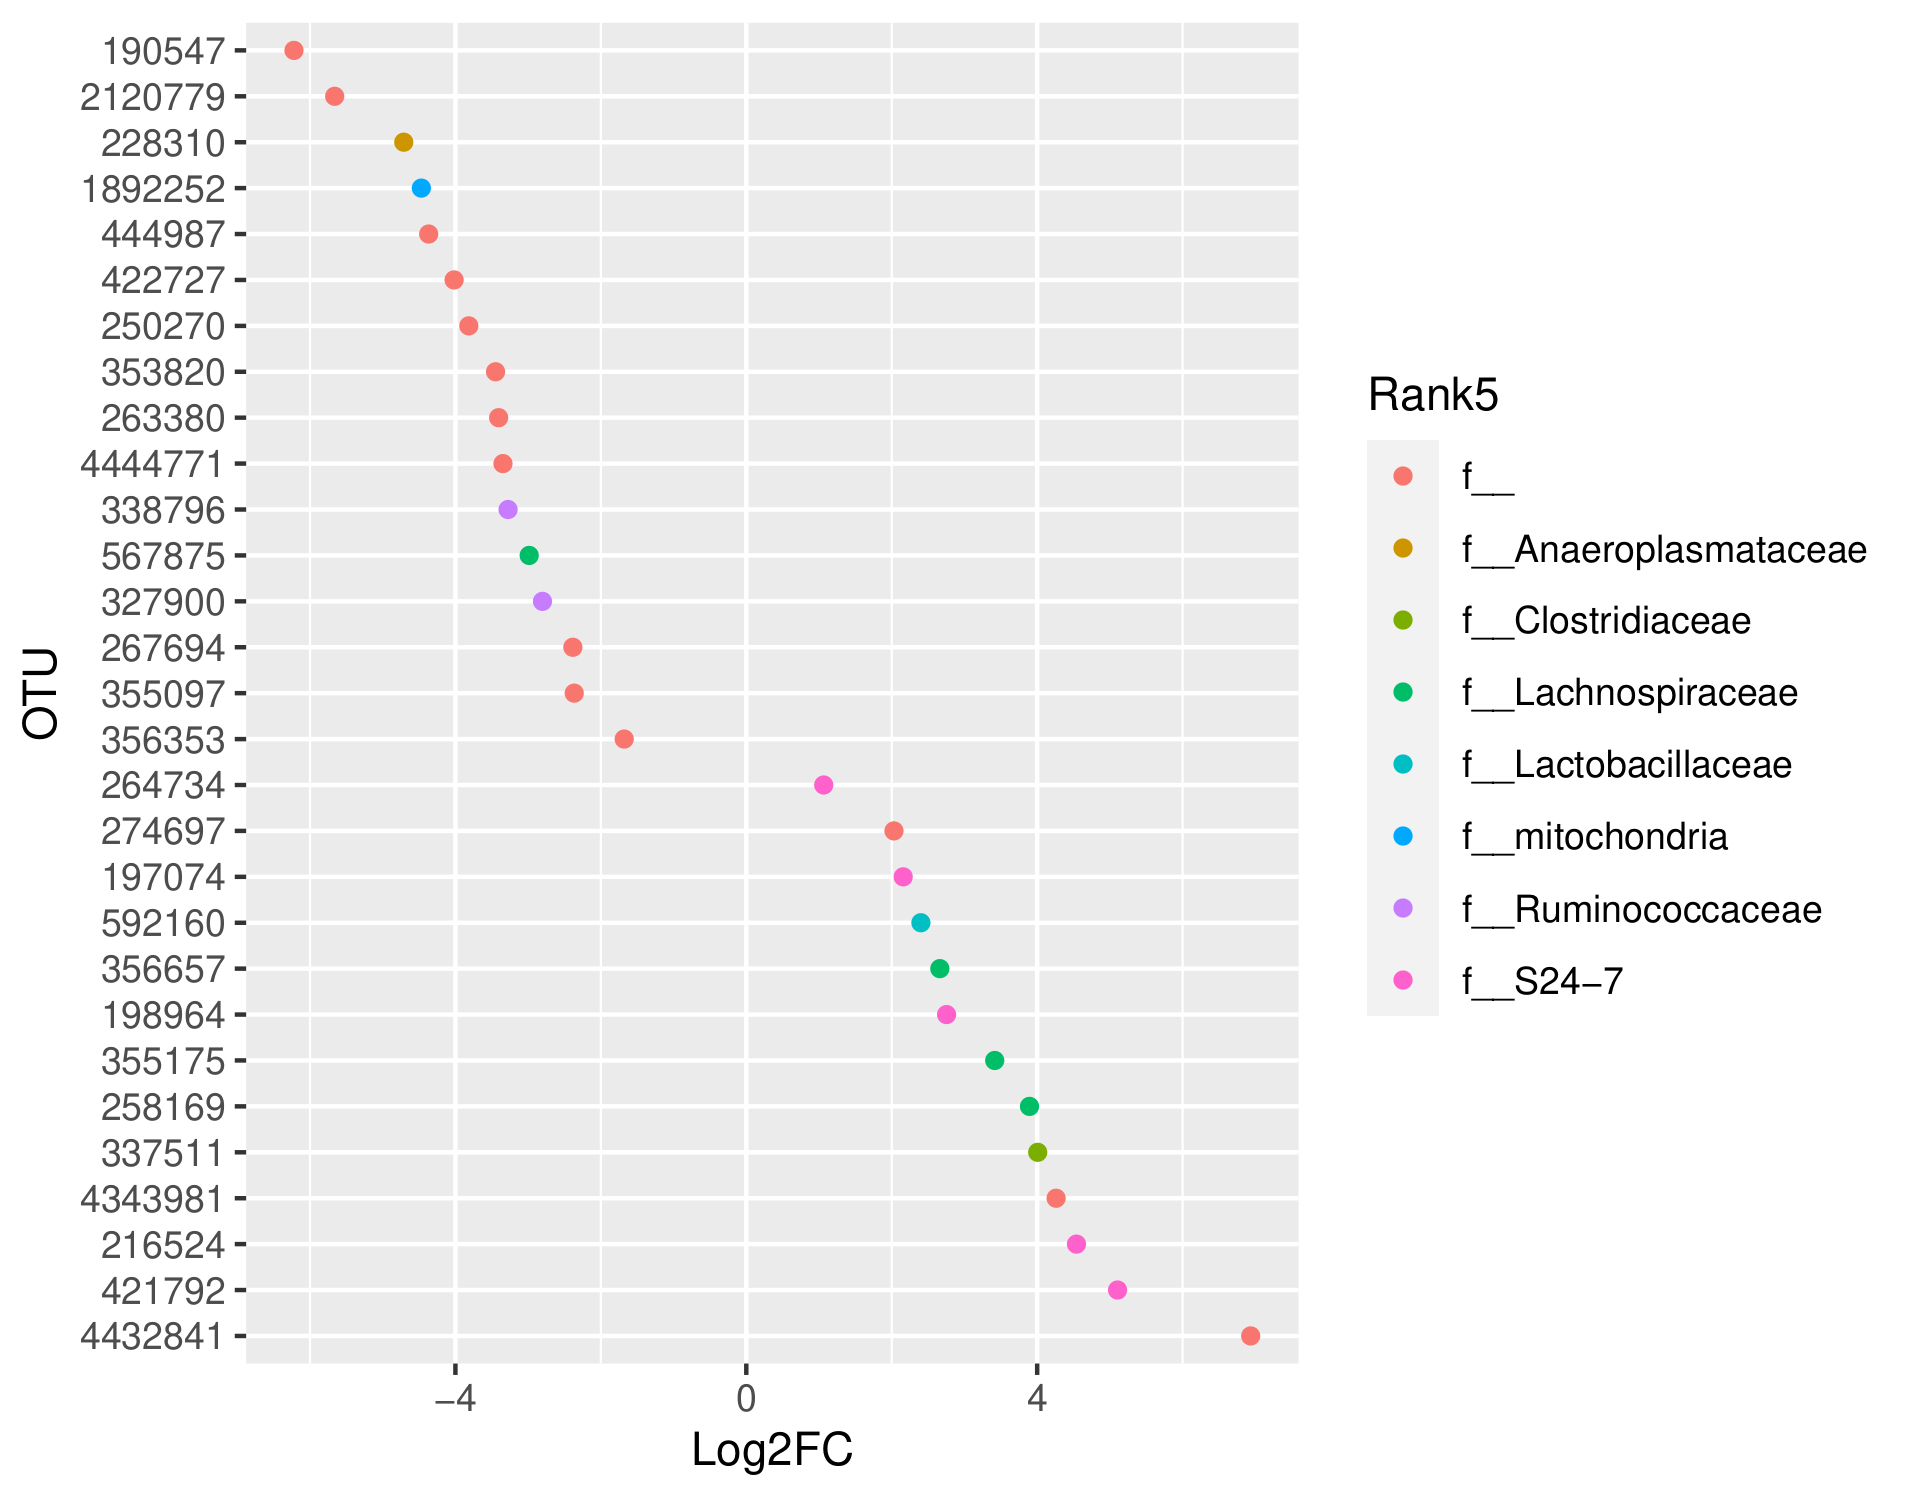 190547
2120779
228310
1892252
444987
422727
250270
353820
263380
4444771
338796
567875
327900
267694
355097
356353
264734
274697
197074
592160
356657
198964
355175
258169
337511
4343981
216524
421792
4432841
OTU
−4 0 4
Log2FC
Rank5
f__
f__Anaeroplasmataceae
f__Clostridiaceae
f__Lachnospiraceae
f__Lactobacillaceae
f__mitochondria
f__Ruminococcaceae
f__S24−7